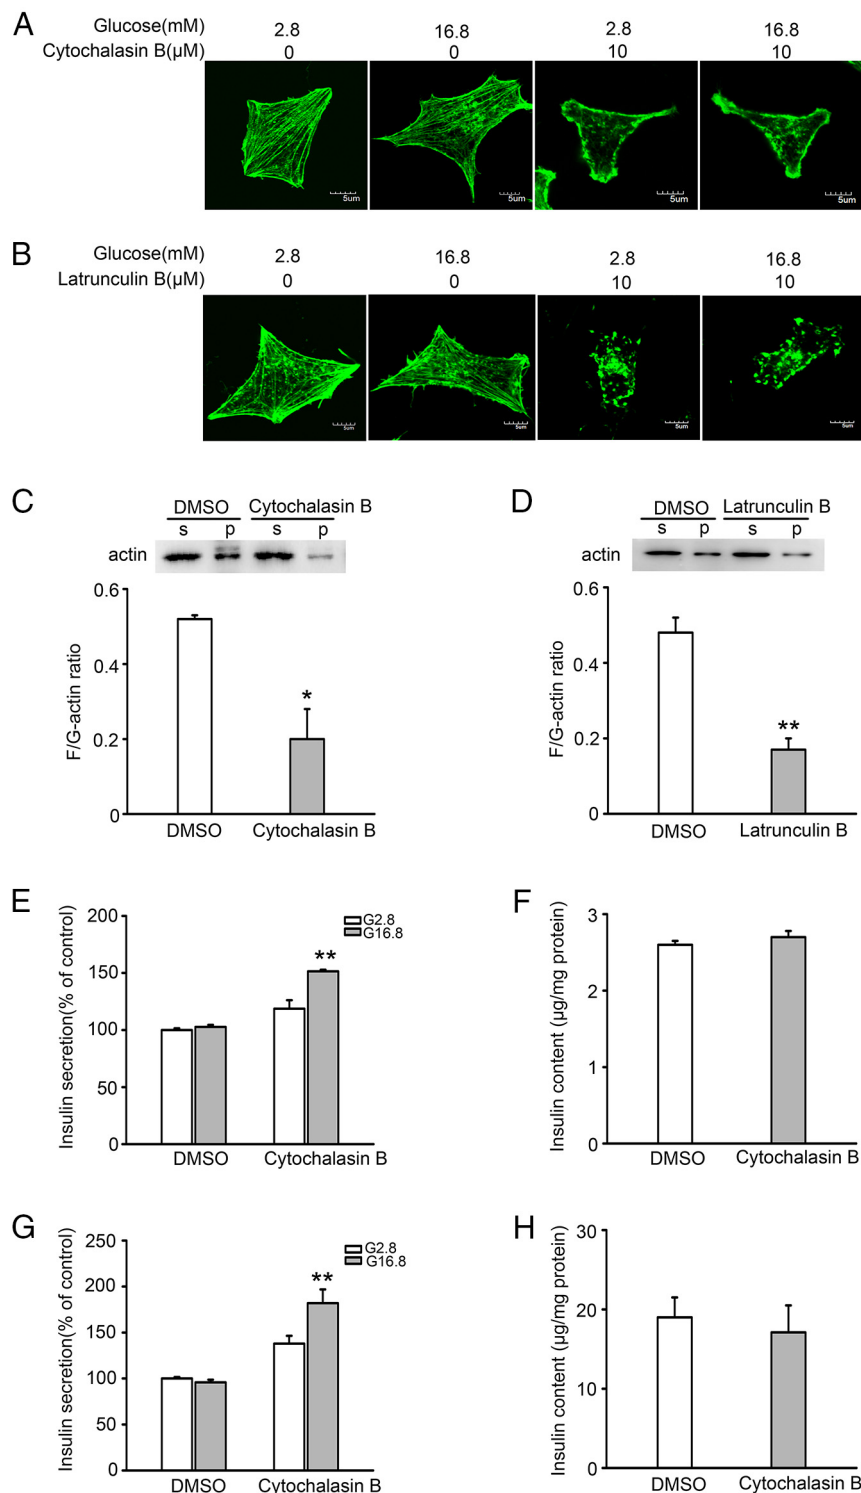 A
Glucose(mM) 2.8 16.8 2.8 16.8
Cytochalasin B(µM) 0 0 10 10
5um 5um 5um 5um
B
Glucose(mM) 2.8 16.8 2.8 16.8
Latrunculin B(µM) 0 0 10 10
5um 5um 5um 5um
C
DMSO Cytochalasin B
s p s p
actin
0.6
0.4
0.2
0
F/G-actin ratio
*
DMSO Cytochalasin B
D
DMSO Latrunculin B
s p s p
actin
0.6
0.4
0.2
0
F/G-actin ratio
**
DMSO Latrunculin B
E
200
150
100
50
0
Insulin secretion(% of control)
G2.8
G16.8
**
DMSO Cytochalasin B
F
3
2
1
0
Insulin content (µg/mg protein)
DMSO Cytochalasin B
G
250
200
150
100
50
0
Insulin secretion(% of control)
G2.8
G16.8
**
DMSO Cytochalasin B
H
30
20
10
0
Insulin content (µg/mg protein)
DMSO Cytochalasin B